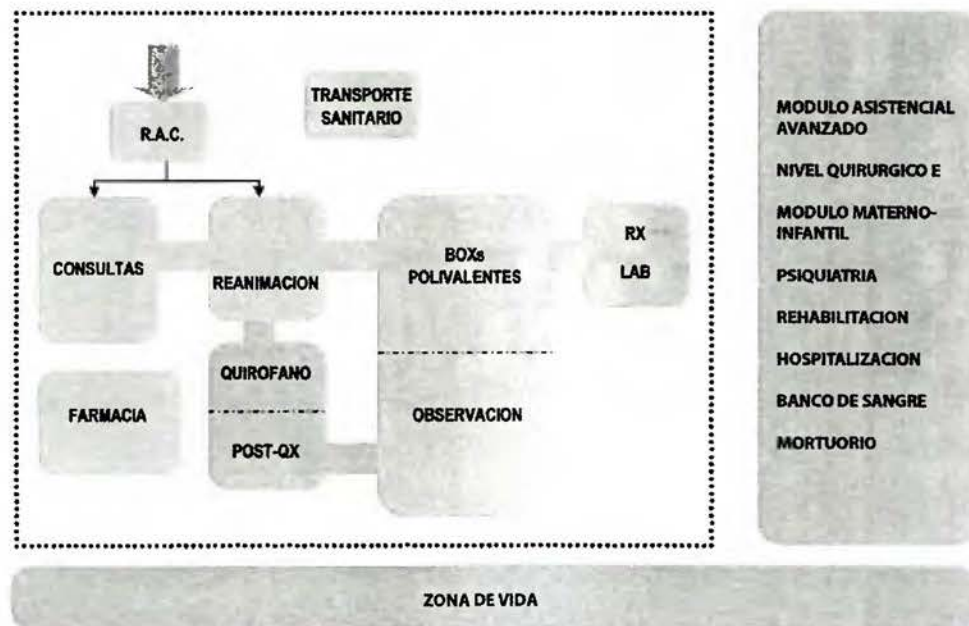 TRANSPORTE
SANITARIO
R.A.C.
CONSULTAS
REANIMACION
BOXs
POLIVALENTES
RX
LAB
FARMACIA
QUIROFANO
POST-QX
OBSERVACION
MODULO ASISTENCIAL
AVANZADO
NIVEL QUIRURGICO E
MODULO MATERNO-
INFANTIL
PSIQUIATRIA
REHABILITACION
HOSPITALIZACION
BANCO DE SANGRE
MORTUORIO
ZONA DE VIDA